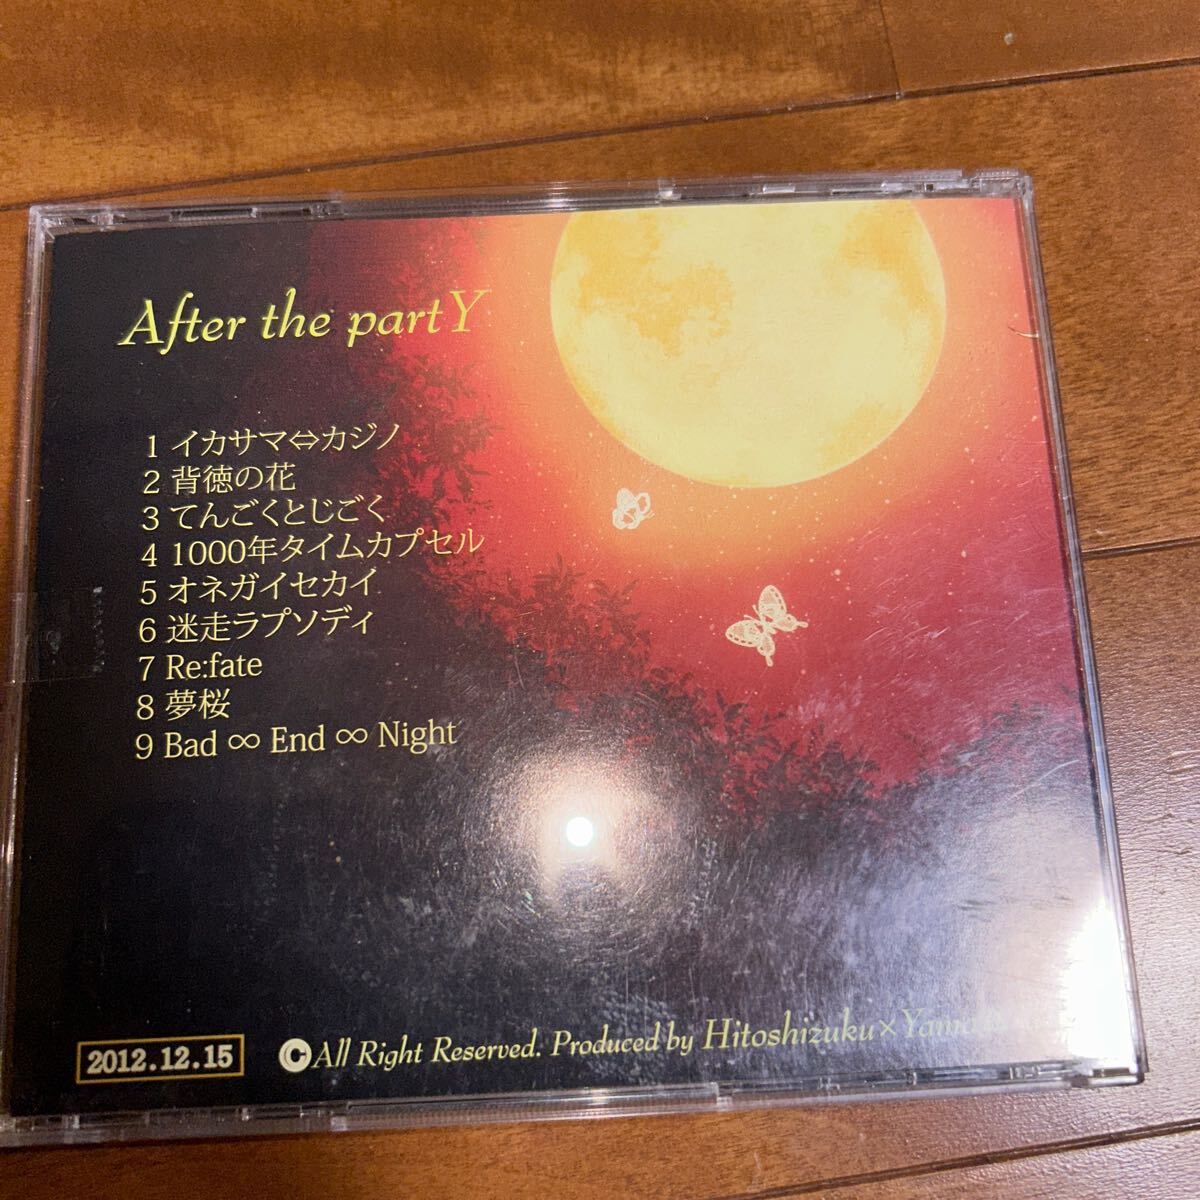 After the partY
1 イカサマ⇔カジノ
2 背徳の花
3 てんごくとじごく
4 1000年タイムカプセル
5 オネガイセカイ
6 迷走ラプソディ
7 Re:fate
8 夢桜
9 Bad ∞ End ∞ Night
2012.12.15
©All Right Reserved. Produced by Hitoshizuku×